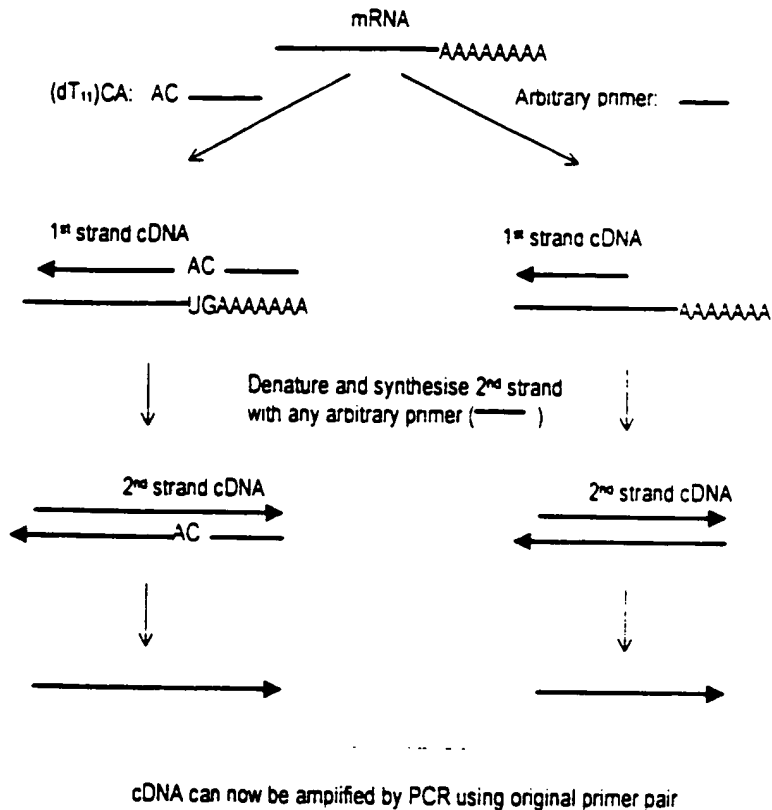 mRNA
AAAAAAAA
(dT₁₁)CA: AC
Arbitrary primer:
1st strand cDNA
AC
UGAAAAAAA
1st strand cDNA
AAAAAAA
Denature and synthesise 2nd strand
with any arbitrary primer ( )
2nd strand cDNA
AC
2nd strand cDNA
cDNA can now be amplified by PCR using original primer pair